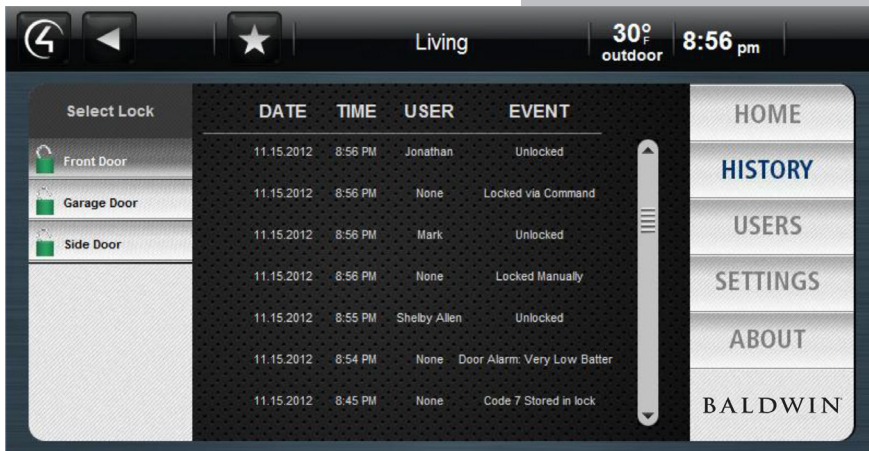 Living
30°F
outdoor
8:56 pm
Select Lock
Front Door
Garage Door
Side Door
DATE TIME USER EVENT
11.15.2012 8:56 PM Jonathan Unlocked
11.15.2012 8:56 PM None Locked via Command
11.15.2012 8:56 PM Mark Unlocked
11.15.2012 8:56 PM None Locked Manually
11.15.2012 8:55 PM Shelby Allen Unlocked
11.15.2012 8:54 PM None Door Alarm: Very Low Batter
11.15.2012 8:45 PM None Code 7 Stored in lock
HOME
HISTORY
USERS
SETTINGS
ABOUT
BALDWIN